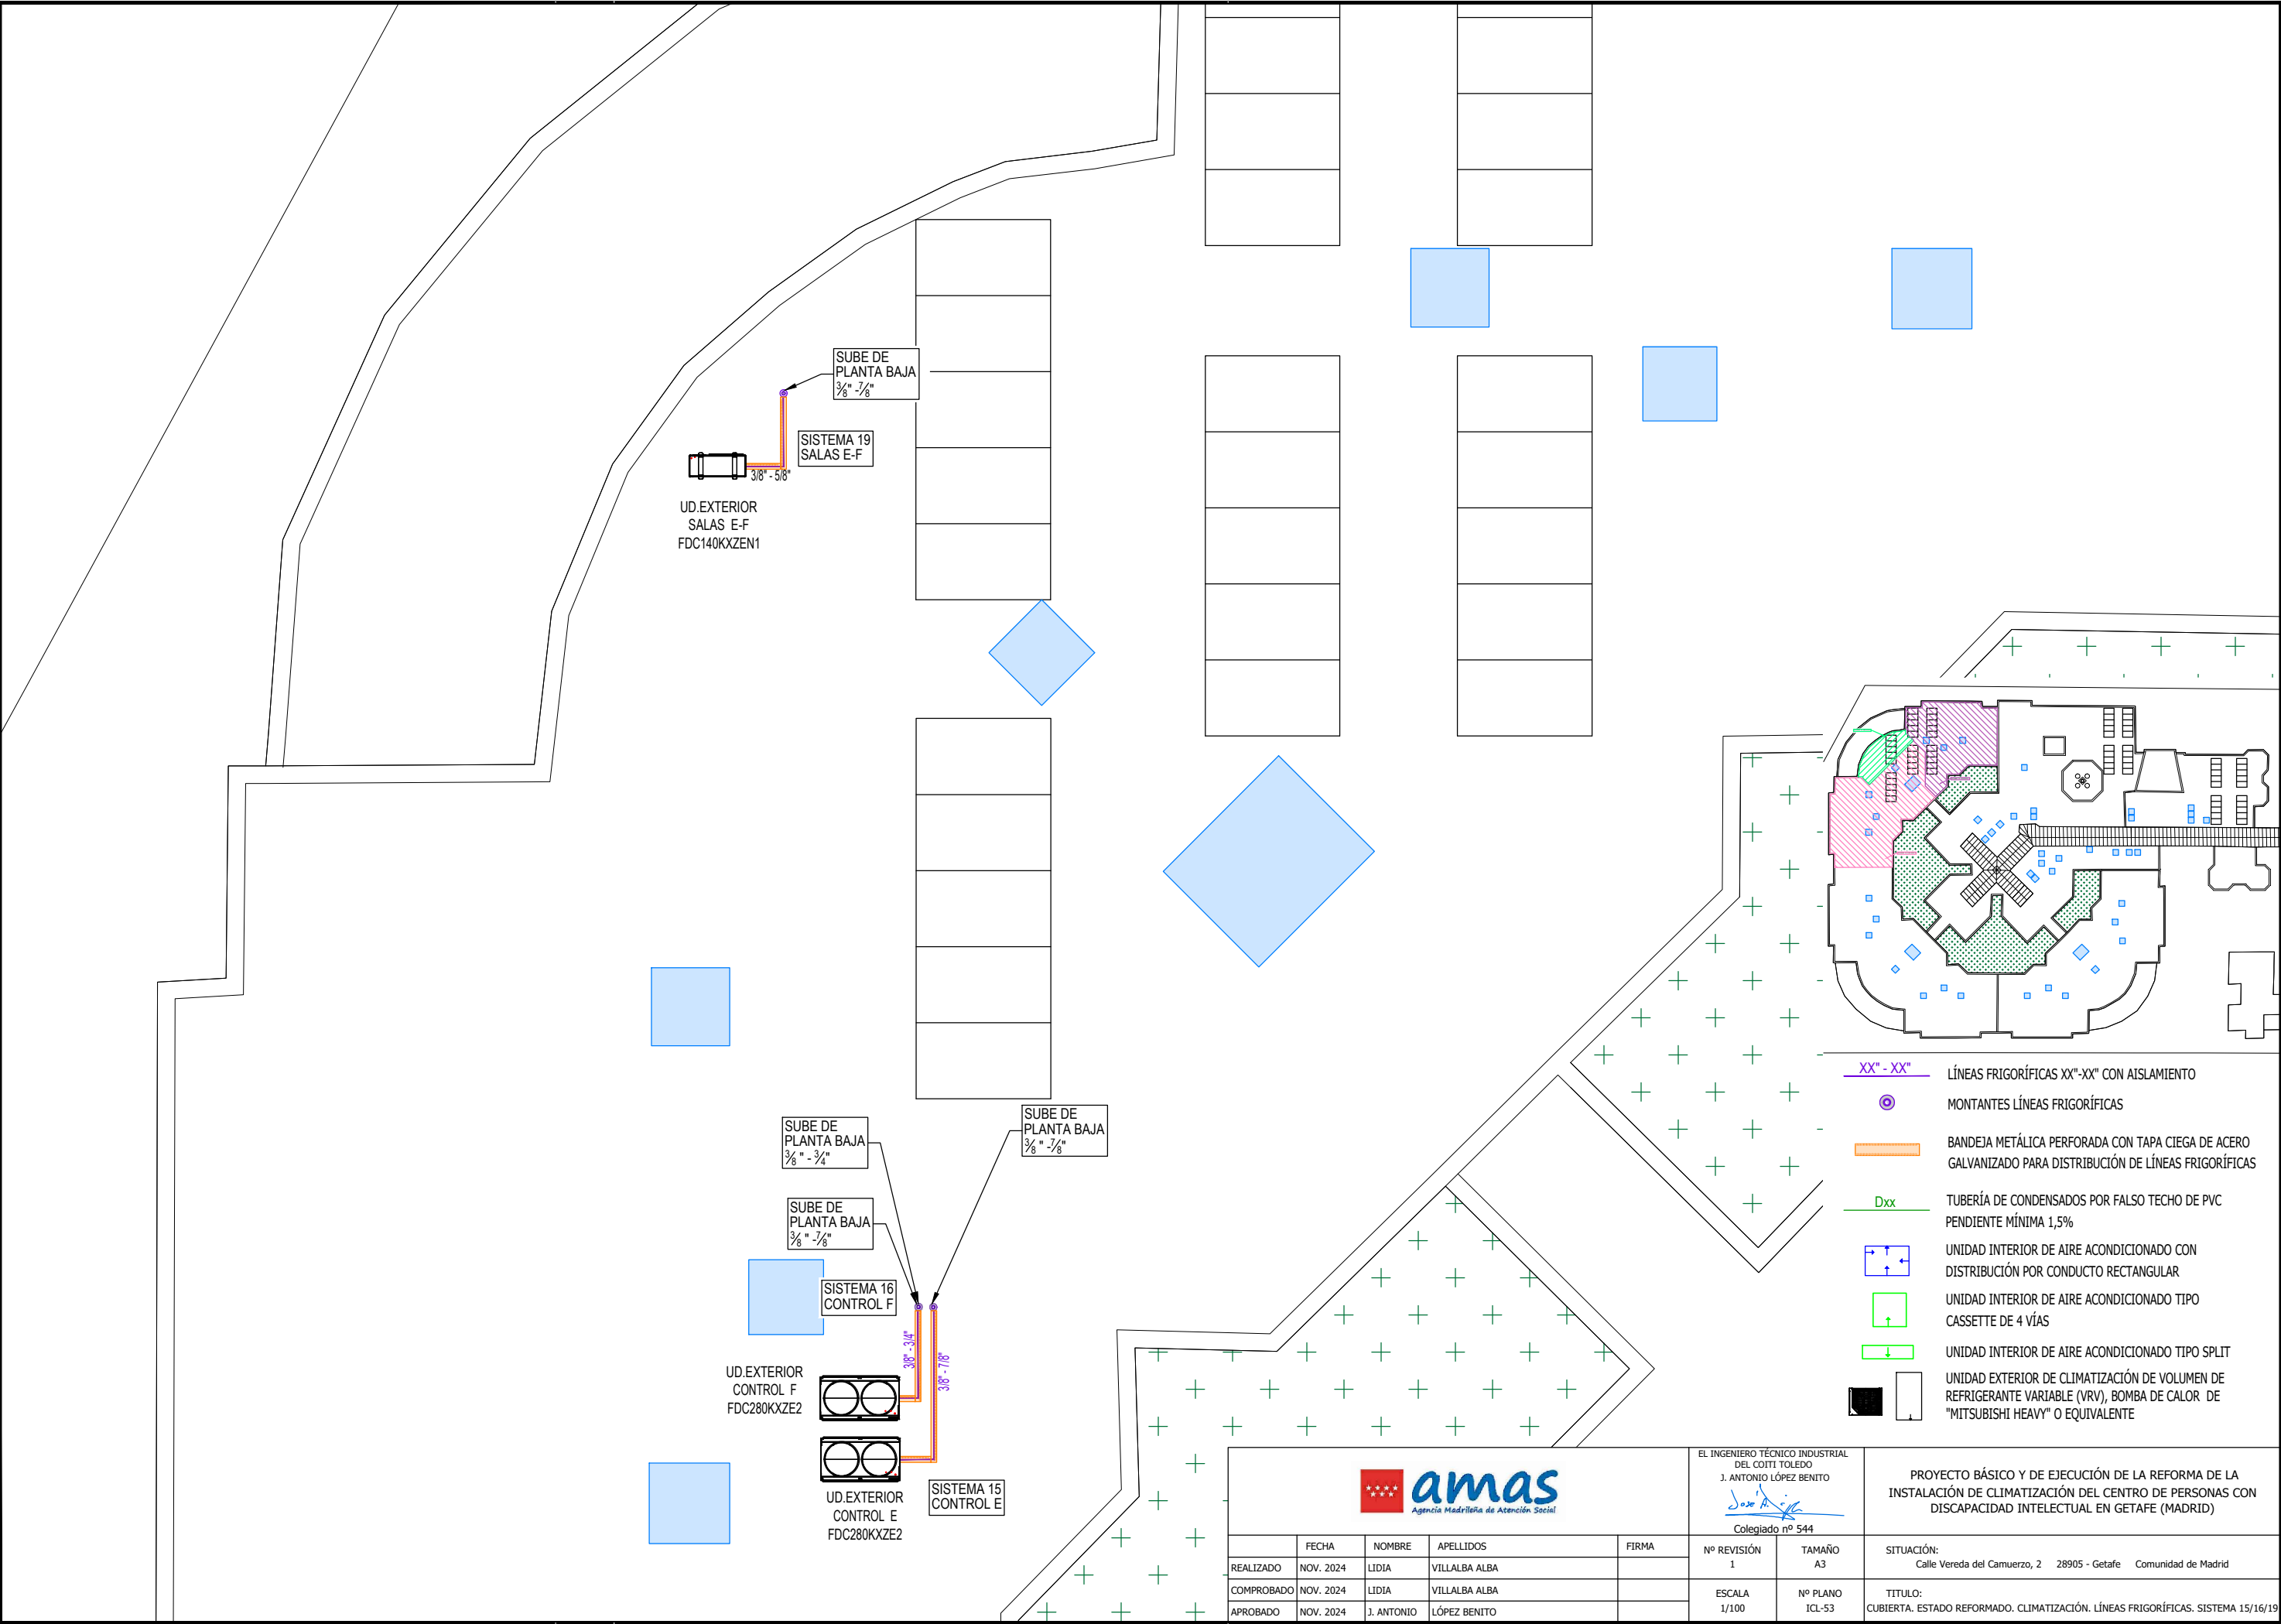 SUBE DE
PLANTA BAJA
3/8" -7/8"
SISTEMA 19
SALAS E-F
3/8" - 5/8"
UD.EXTERIOR
SALAS E-F
FDC140KXZEN1
SUBE DE
PLANTA BAJA
3/8 " - 3/4"
SUBE DE
PLANTA BAJA
3/8 " -7/8"
SUBE DE
PLANTA BAJA
3/8 " -7/8"
SISTEMA 16
CONTROL F
3/8" - 3/4"
3/8" - 7/8"
UD.EXTERIOR
CONTROL F
FDC280KXZE2
UD.EXTERIOR
CONTROL E
FDC280KXZE2
SISTEMA 15
CONTROL E
XX" - XX"
LÍNEAS FRIGORÍFICAS XX"-XX" CON AISLAMIENTO
MONTANTES LÍNEAS FRIGORÍFICAS
BANDEJA METÁLICA PERFORADA CON TAPA CIEGA DE ACERO
GALVANIZADO PARA DISTRIBUCIÓN DE LÍNEAS FRIGORÍFICAS
Dxx
TUBERÍA DE CONDENSADOS POR FALSO TECHO DE PVC
PENDIENTE MÍNIMA 1,5%
UNIDAD INTERIOR DE AIRE ACONDICIONADO CON
DISTRIBUCIÓN POR CONDUCTO RECTANGULAR
UNIDAD INTERIOR DE AIRE ACONDICIONADO TIPO
CASSETTE DE 4 VÍAS
UNIDAD INTERIOR DE AIRE ACONDICIONADO TIPO SPLIT
UNIDAD EXTERIOR DE CLIMATIZACIÓN DE VOLUMEN DE
REFRIGERANTE VARIABLE (VRV), BOMBA DE CALOR DE
"MITSUBISHI HEAVY" O EQUIVALENTE
amas
Agencia Madrileña de Atención Social
EL INGENIERO TÉCNICO INDUSTRIAL
DEL COITI TOLEDO
J. ANTONIO LÓPEZ BENITO
Colegiado nº 544
PROYECTO BÁSICO Y DE EJECUCIÓN DE LA REFORMA DE LA
INSTALACIÓN DE CLIMATIZACIÓN DEL CENTRO DE PERSONAS CON
DISCAPACIDAD INTELECTUAL EN GETAFE (MADRID)
FECHA NOMBRE APELLIDOS FIRMA
REALIZADO NOV. 2024 LIDIA VILLALBA ALBA
COMPROBADO NOV. 2024 LIDIA VILLALBA ALBA
APROBADO NOV. 2024 J. ANTONIO LÓPEZ BENITO
Nº REVISIÓN
1
TAMAÑO
A3
ESCALA
1/100
Nº PLANO
ICL-53
SITUACIÓN:
Calle Vereda del Camuerzo, 2 28905 - Getafe Comunidad de Madrid
TITULO:
CUBIERTA. ESTADO REFORMADO. CLIMATIZACIÓN. LÍNEAS FRIGORÍFICAS. SISTEMA 15/16/19